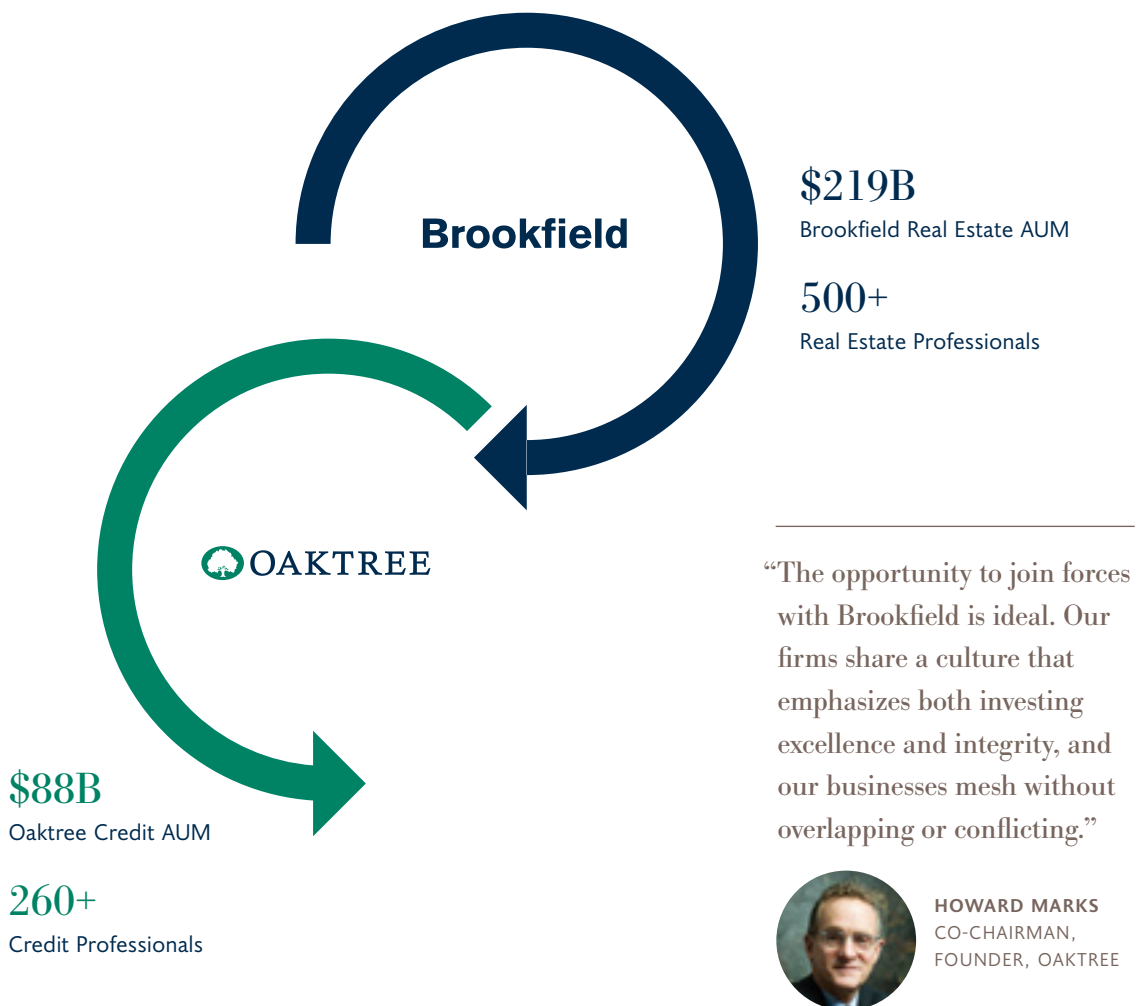 Brookfield
$219B
Brookfield Real Estate AUM
500+
Real Estate Professionals
OAKTREE
$88B
Oaktree Credit AUM
260+
Credit Professionals
“The opportunity to join forces
with Brookfield is ideal. Our
firms share a culture that
emphasizes both investing
excellence and integrity, and
our businesses mesh without
overlapping or conflicting.”
HOWARD MARKS
CO-CHAIRMAN,
FOUNDER, OAKTREE